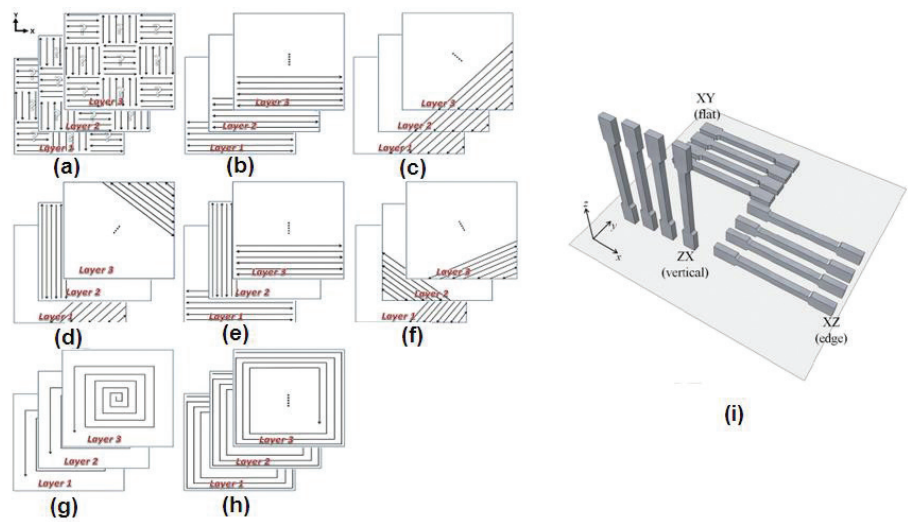 Y
X
Layer 3
Layer 2
Layer 1
(a)
Layer 3
Layer 2
Layer 1
(b)
Layer 3
Layer 2
Layer 1
(c)
Layer 3
Layer 2
Layer 1
(d)
Layer 3
Layer 2
Layer 1
(e)
Layer 3
Layer 2
Layer 1
(f)
Layer 3
Layer 2
Layer 1
(g)
Layer 3
Layer 2
Layer 1
(h)
XY
(flat)
z
y
x
ZX
(vertical)
XZ
(edge)
(i)